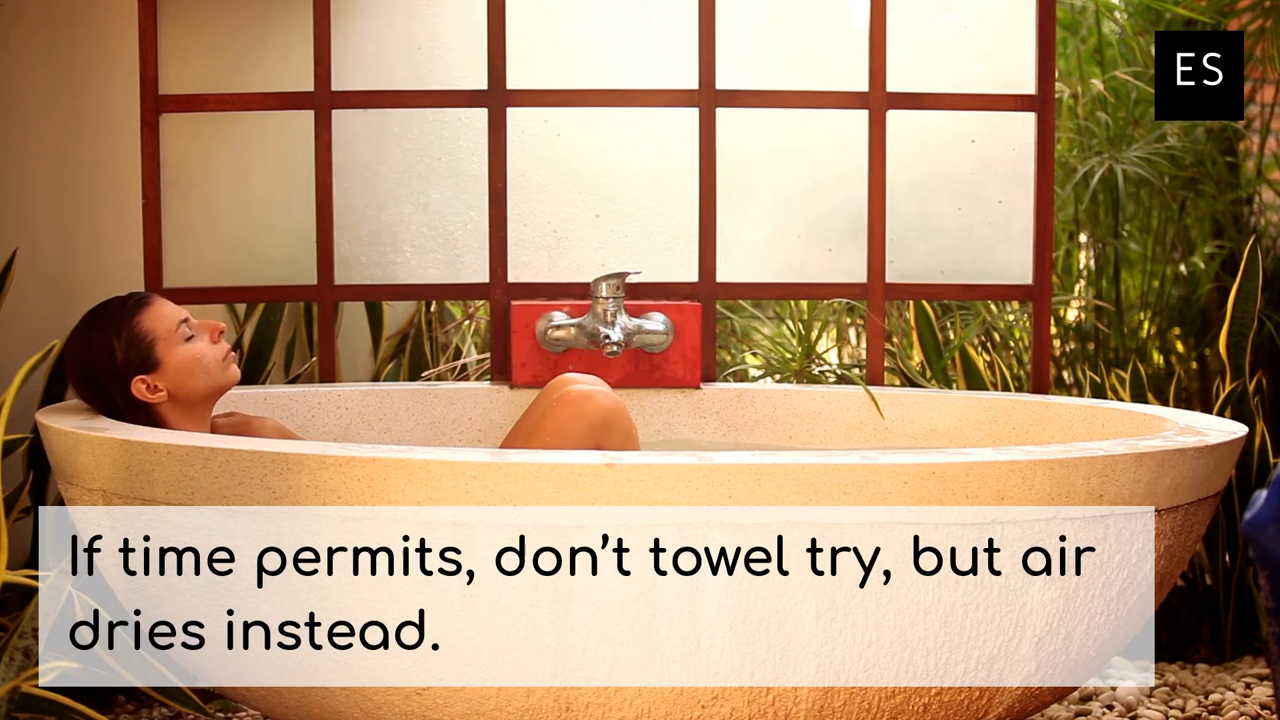 ES
If time permits, don’t towel try, but air
dries instead.